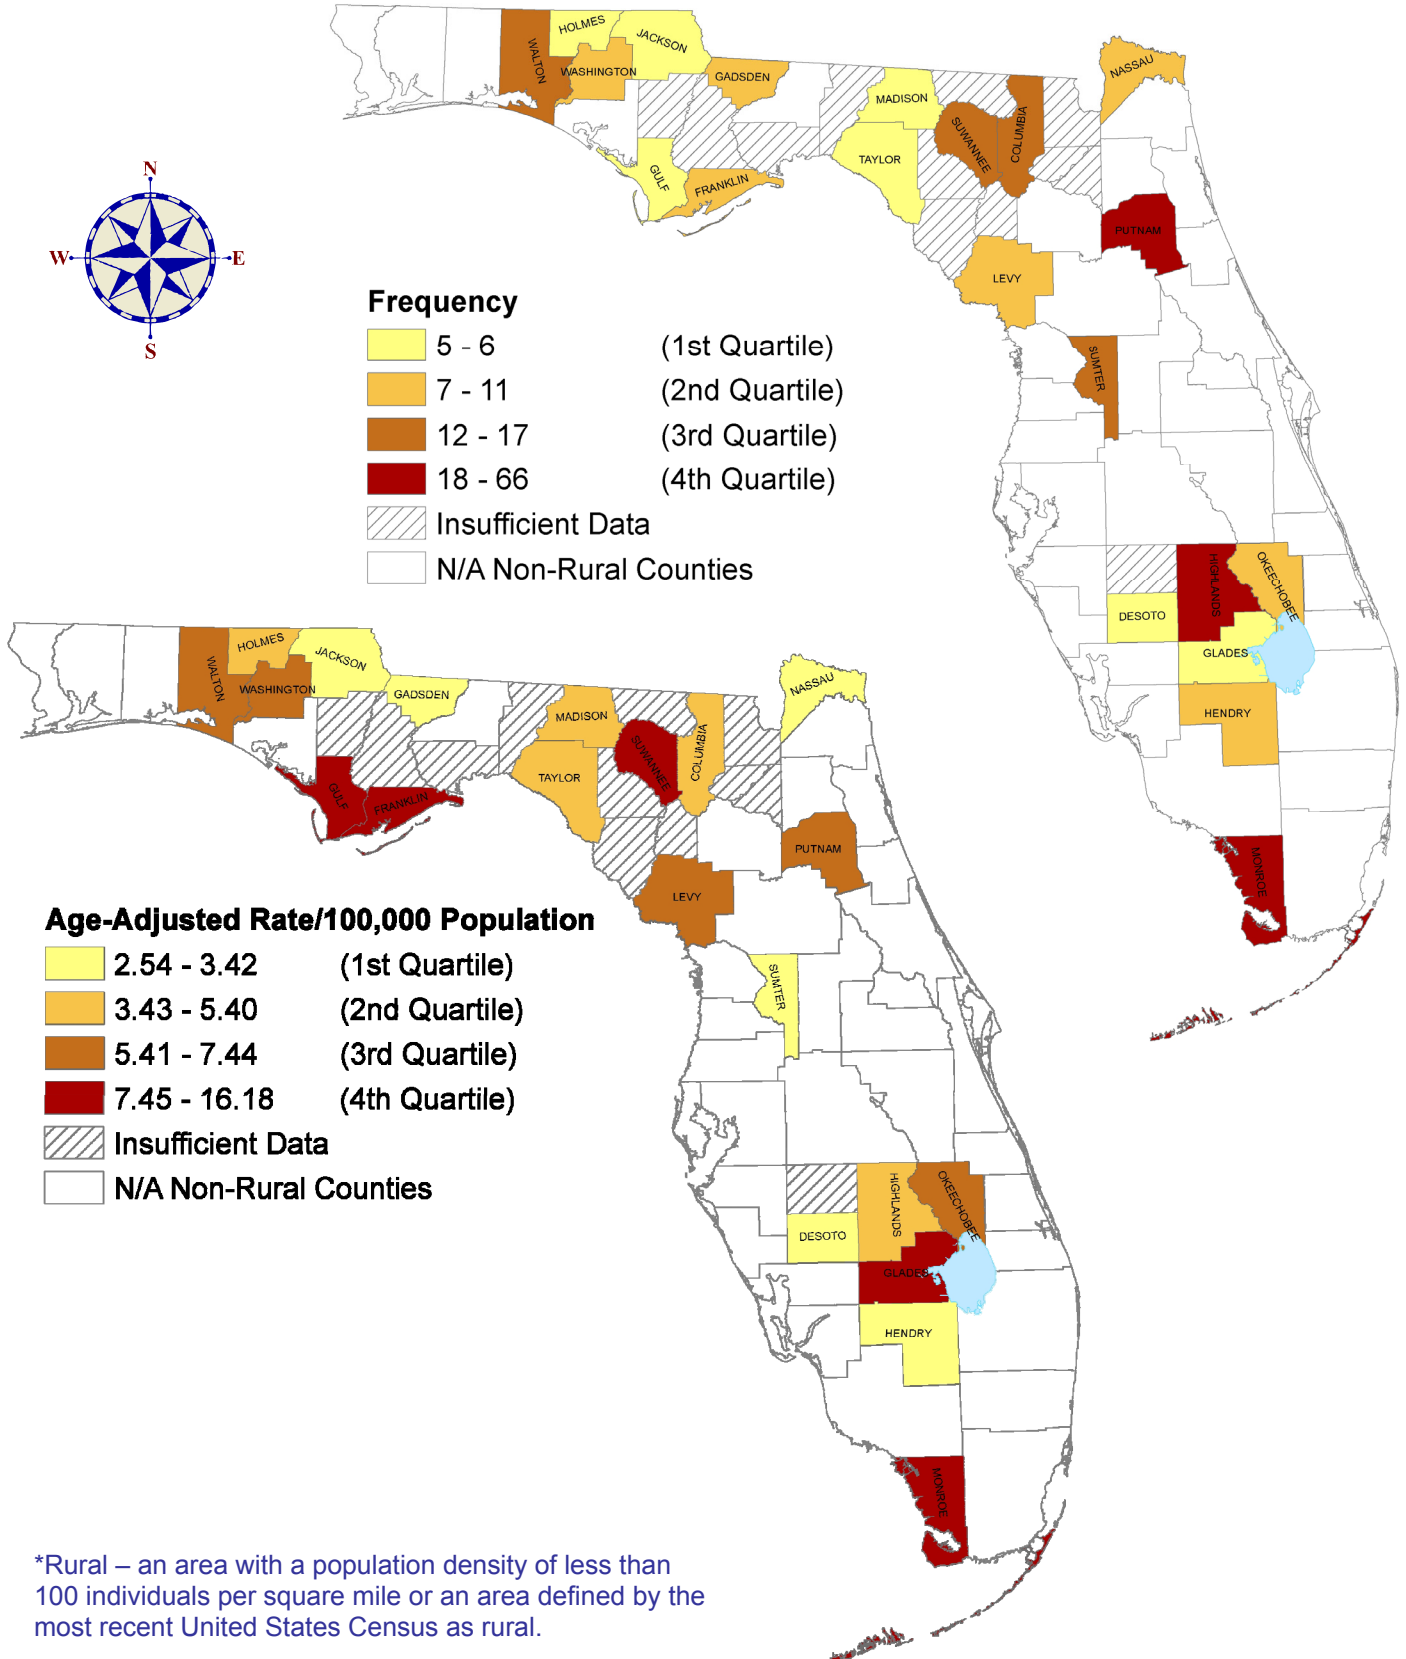 HOLMES
JACKSON
WALTON
WASHINGTON
GADSDEN
NASSAU
MADISON
SUWANNEE
COLUMBIA
TAYLOR
GULF
FRANKLIN
PUTNAM
LEVY
SUMTER
HIGHLANDS
OKEECHOBEE
DESOTO
GLADES
HENDRY
MONROE
N
W
E
S
Frequency
5 - 6 (1st Quartile)
7 - 11 (2nd Quartile)
12 - 17 (3rd Quartile)
18 - 66 (4th Quartile)
Insufficient Data
N/A Non-Rural Counties
HOLMES
JACKSON
WALTON
WASHINGTON
GADSDEN
NASSAU
MADISON
SUWANNEE
COLUMBIA
TAYLOR
GULF
FRANKLIN
PUTNAM
LEVY
SUMTER
HIGHLANDS
OKEECHOBEE
DESOTO
GLADES
HENDRY
MONROE
Age-Adjusted Rate/100,000 Population
2.54 - 3.42 (1st Quartile)
3.43 - 5.40 (2nd Quartile)
5.41 - 7.44 (3rd Quartile)
7.45 - 16.18 (4th Quartile)
Insufficient Data
N/A Non-Rural Counties
*Rural – an area with a population density of less than
100 individuals per square mile or an area defined by the
most recent United States Census as rural.